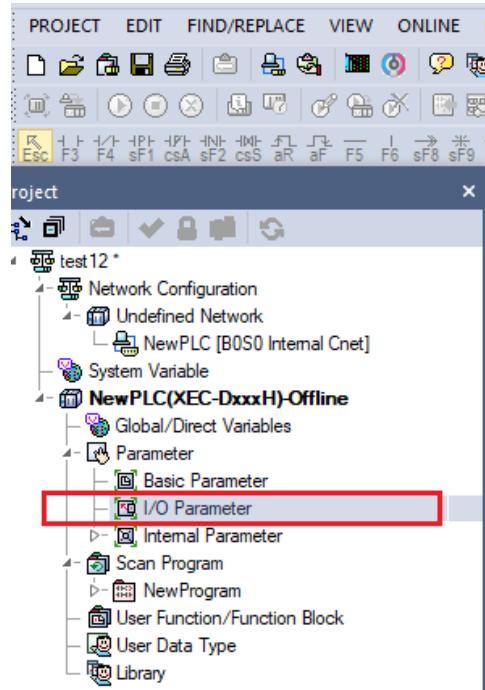 PROJECT EDIT FIND/REPLACE VIEW ONLINE
Esc F3 F4 sF1 csA sF2 csS aR aF F5 F6 sF8 sF9
roject
test12 *
Network Configuration
Undefined Network
NewPLC [B0S0 Internal Cnet]
System Variable
NewPLC(XEC-DxxxH)-Offline
Global/Direct Variables
Parameter
Basic Parameter
I/O Parameter
Internal Parameter
Scan Program
NewProgram
User Function/Function Block
User Data Type
Library